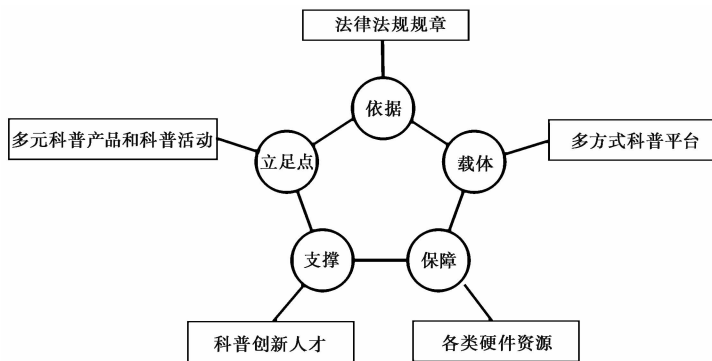 法律法规规章
依据
多元科普产品和科普活动
立足点
载体
多方式科普平台
支撑
保障
科普创新人才
各类硬件资源